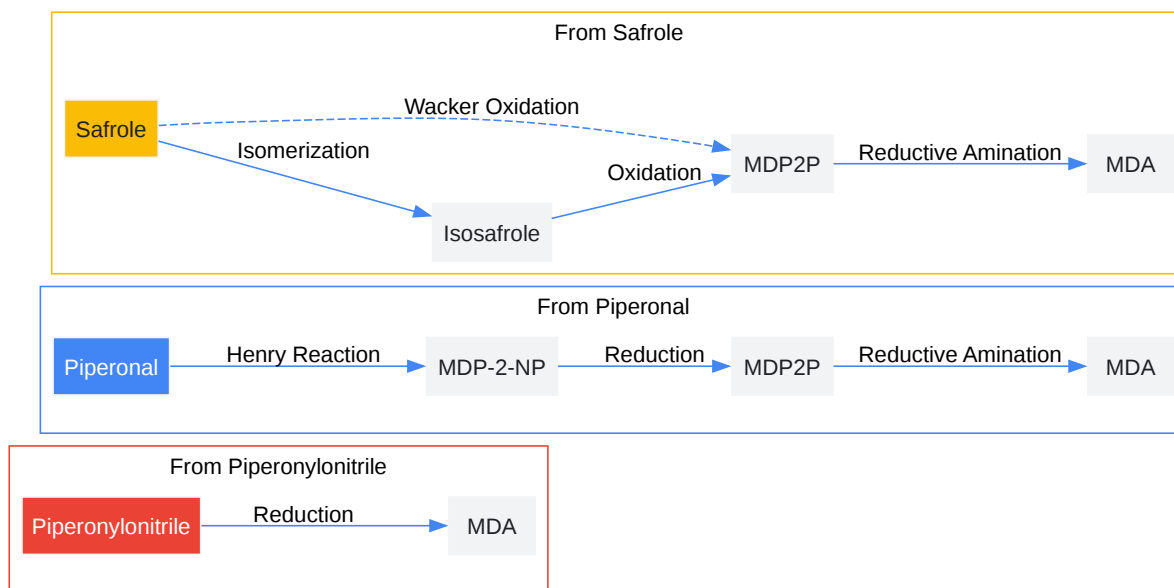 From Safrole
Wacker Oxidation
Safrole
Isomerization
Isosafrole
Oxidation
MDP2P
Reductive Amination
MDA
From Piperonal
Piperonal
Henry Reaction
MDP-2-NP
Reduction
MDP2P
Reductive Amination
MDA
From Piperonylonitrile
Piperonylonitrile
Reduction
MDA